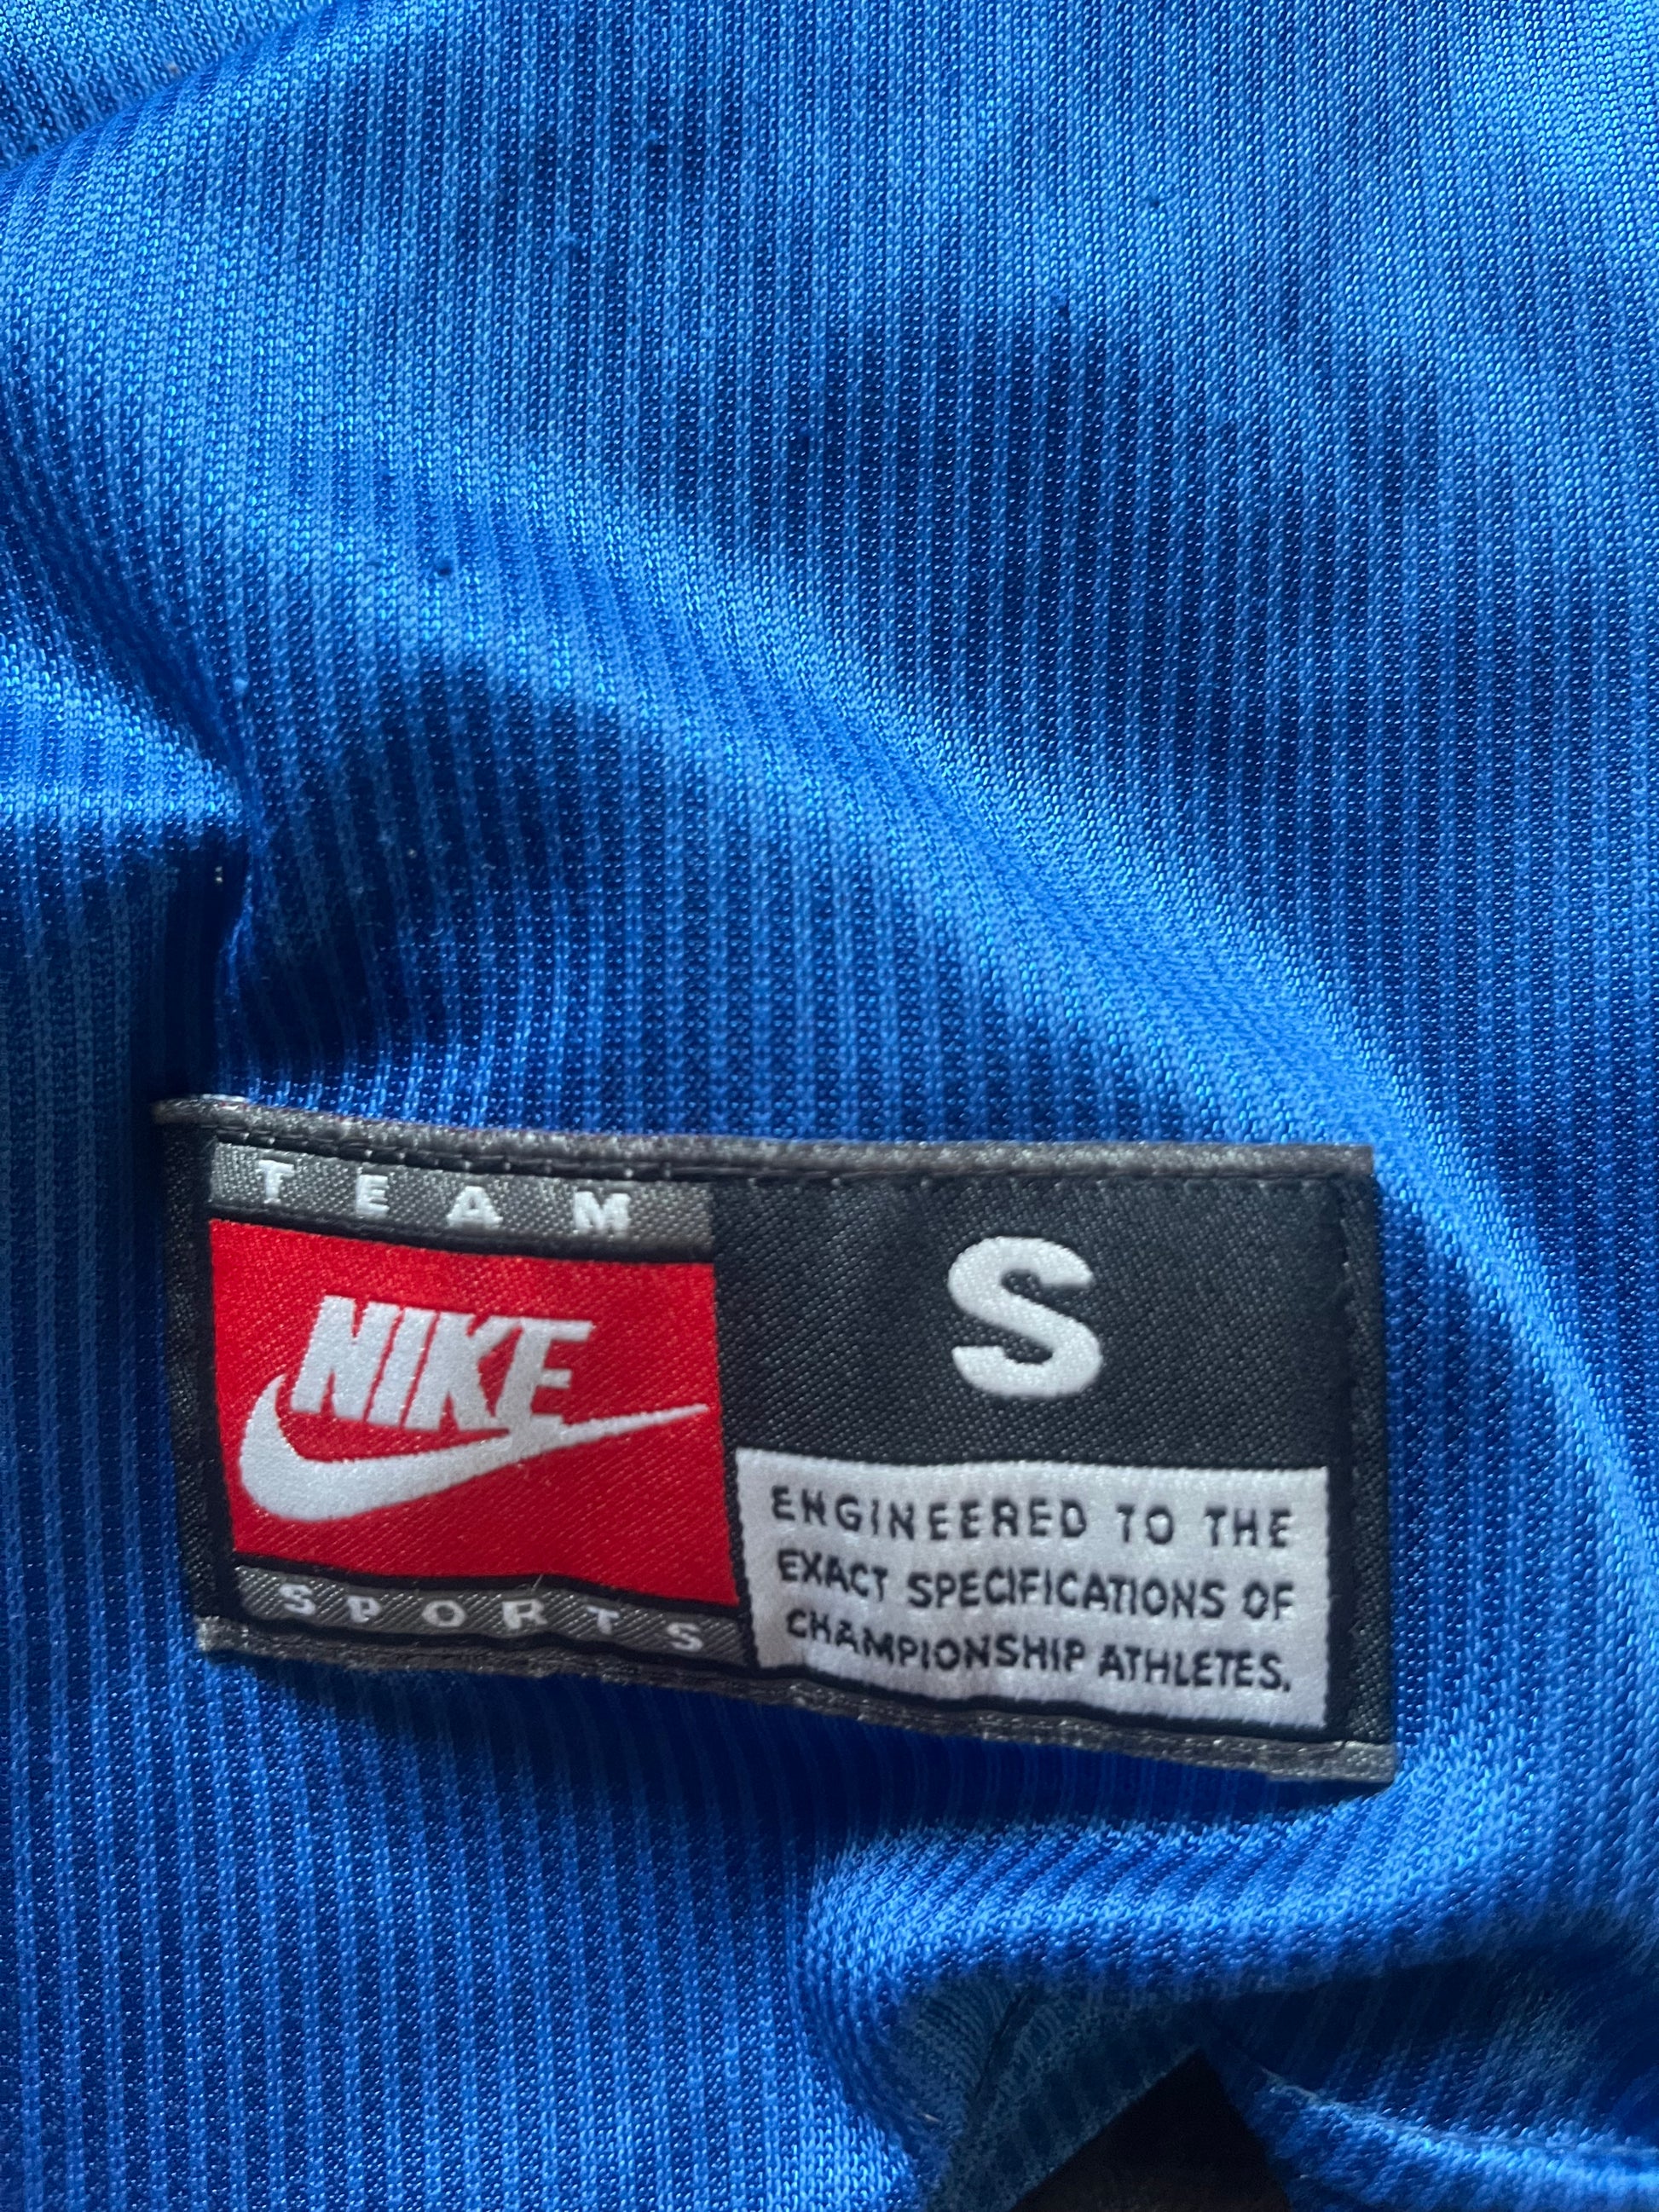 TEAM
NIKE
SPORTS
S
ENGINEERED TO THE
EXACT SPECIFICATIONS OF
CHAMPIONSHIP ATHLETES.